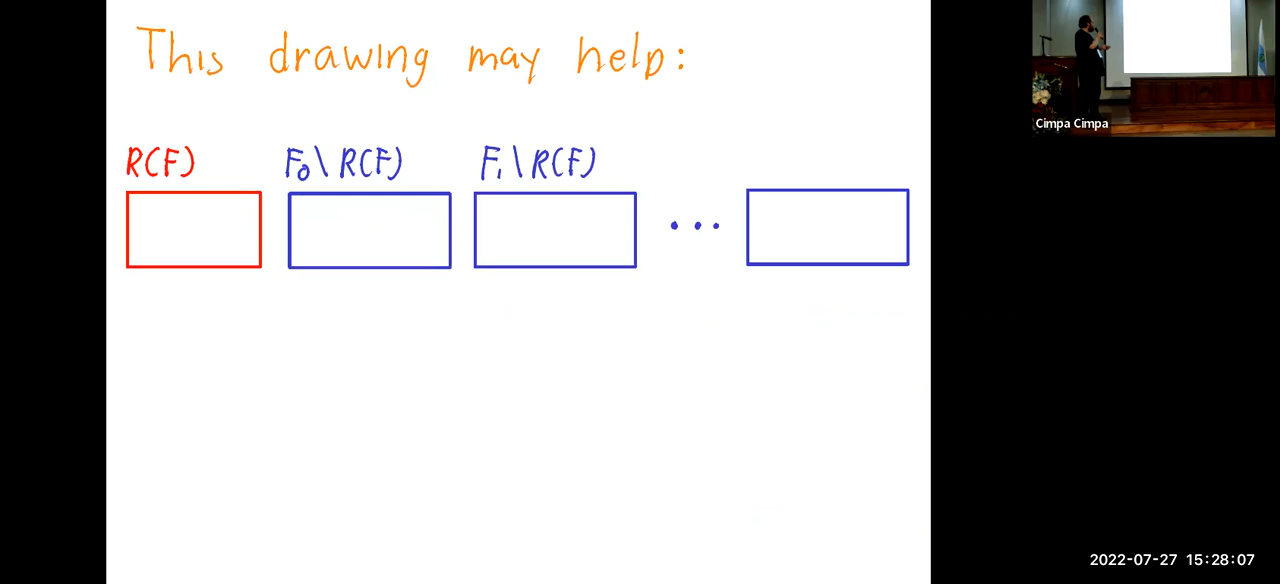 This drawing may help:
R(F) F₀ \ R(F) F₁ \ R(F)
...
Cimpa Cimpa
2022-07-27 15:28:07